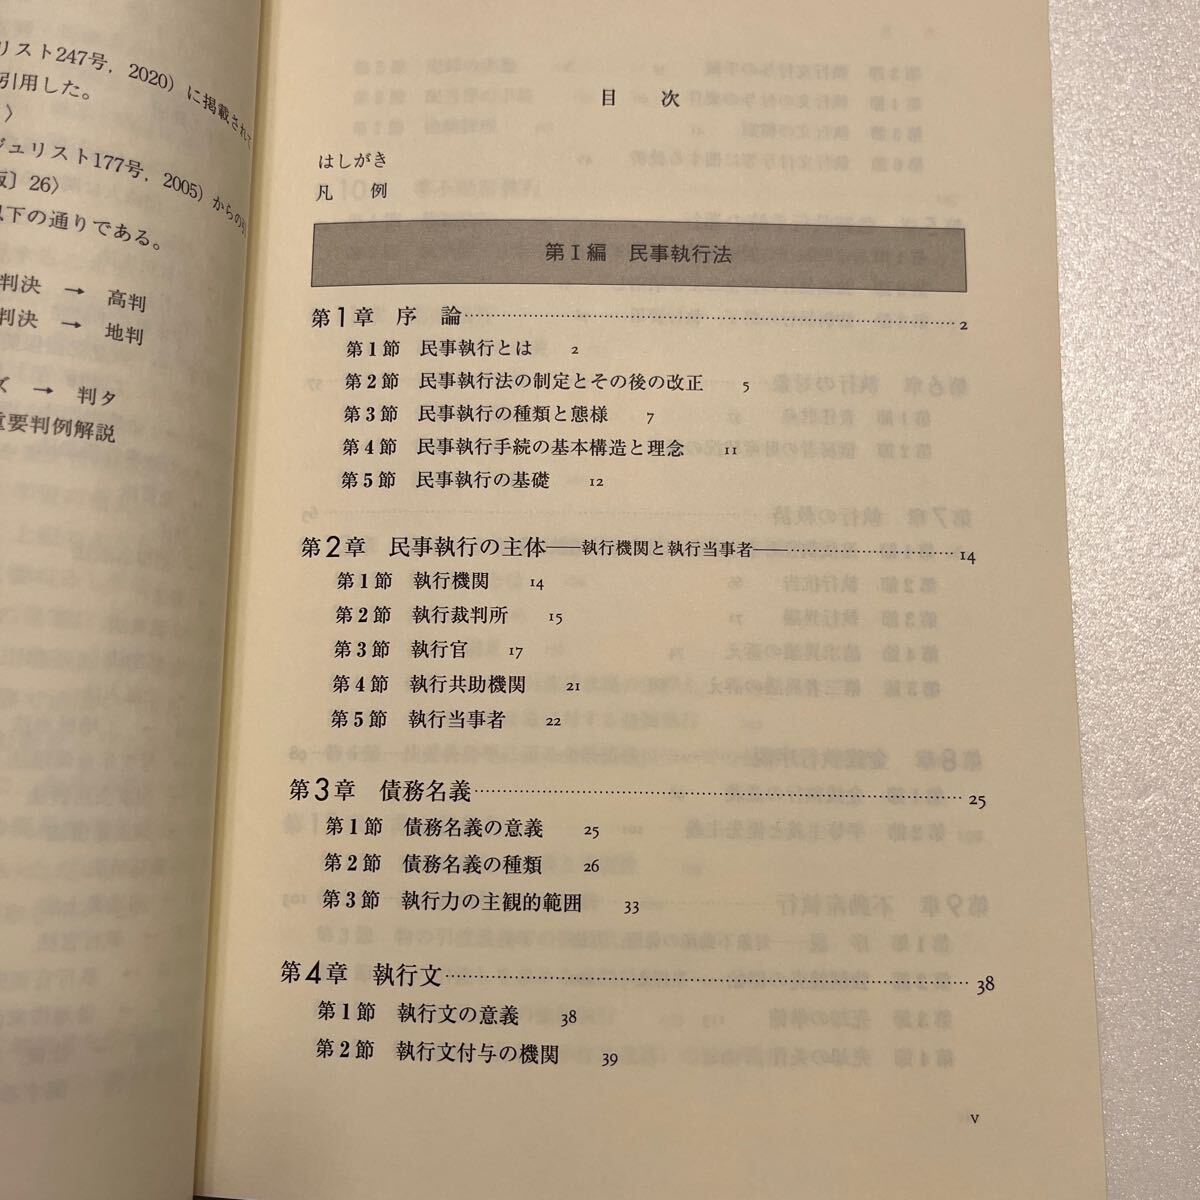 リスト247号，2020）に掲載されて
引用した。
〉
ジュリスト177号，2005）からの引
版〕26〉
以下の通りである。
判決 → 高判
判決 → 地判
ズ → 判タ
重要判例解説
目 次
はしがき
凡 例
第Ⅰ編 民事執行法
第1章 序 論 2
第1節 民事執行とは 2
第2節 民事執行法の制定とその後の改正 5
第3節 民事執行の種類と態様 7
第4節 民事執行手続の基本構造と理念 11
第5節 民事執行の基礎 12
第2章 民事執行の主体――執行機関と執行当事者―― 14
第1節 執行機関 14
第2節 執行裁判所 15
第3節 執行官 17
第4節 執行共助機関 21
第5節 執行当事者 22
第3章 債務名義 25
第1節 債務名義の意義 25
第2節 債務名義の種類 26
第3節 執行力の主観的範囲 33
第4章 執行文 38
第1節 執行文の意義 38
第2節 執行文付与の機関 39
v